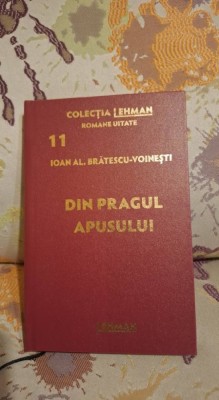 COLECȚIA LEHMAN
ROMANE UITATE
11
IOAN AL. BRĂTESCU-VOINEȘTI
DIN PRAGUL
APUSULUI
LEHMAN